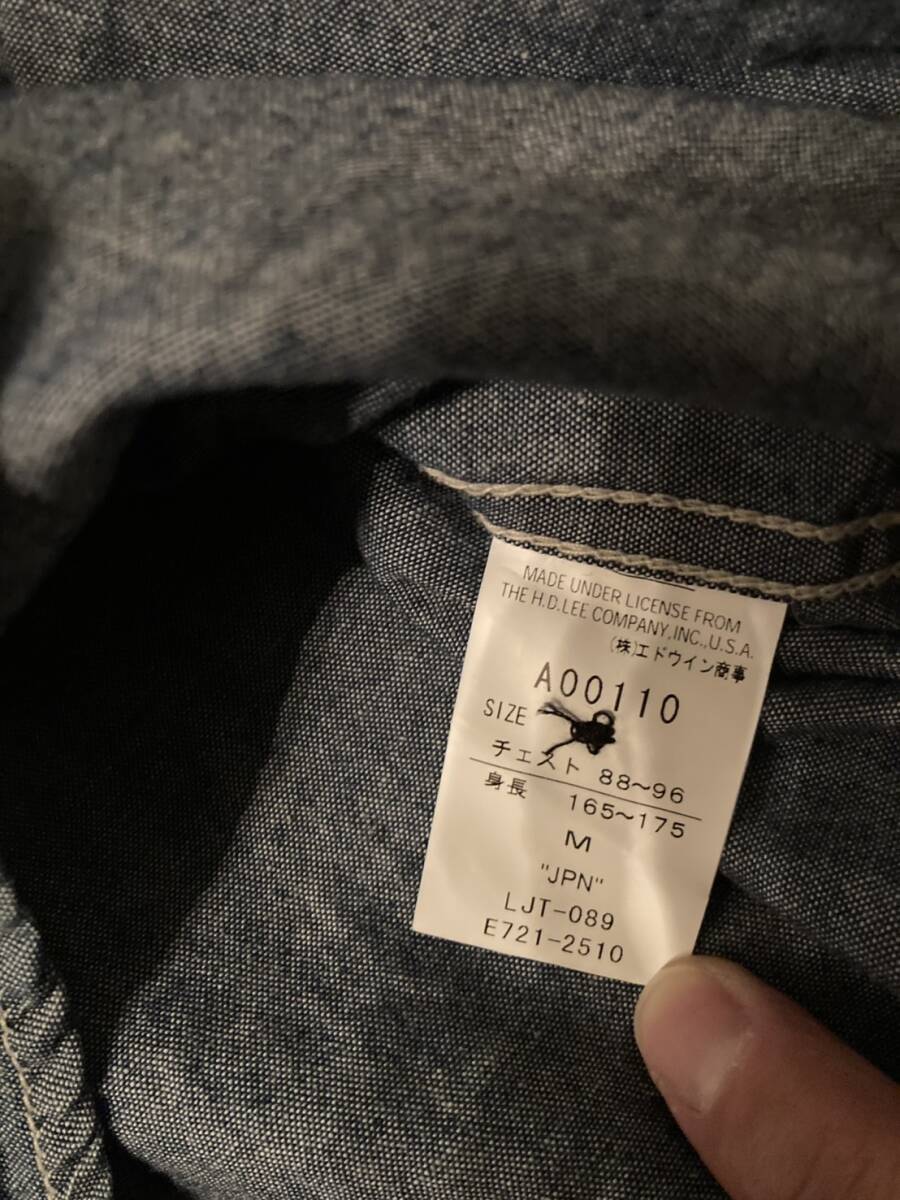 MADE UNDER LICENSE FROM
THE H.D.LEE COMPANY,INC.,U.S.A.
(株)エドウイン商事
A00110
SIZE
チェスト 88～96
身長 165～175
M
"JPN"
LJT-089
E721-2510